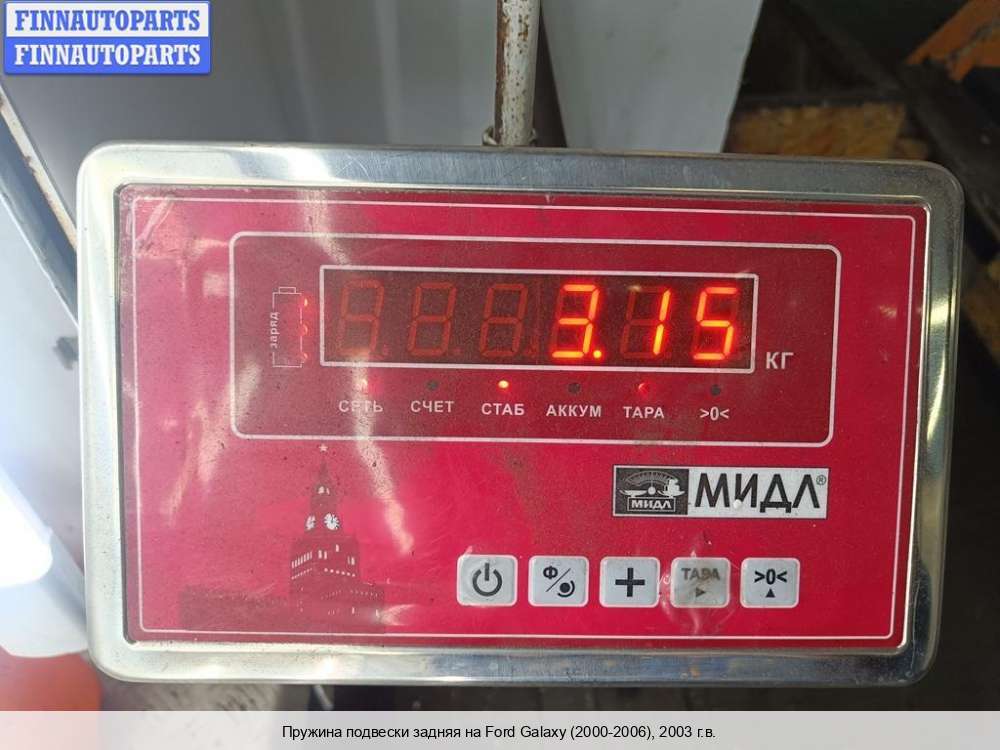 FINNAUTOPARTS
FINNAUTOPARTS
заряд
3.15
КГ
СЕТЬ СЧЕТ СТАБ АККУМ ТАРА >0<
МИДЛ МИДЛ®
Ф ТАРА >0<
Пружина подвески задняя на Ford Galaxy (2000-2006), 2003 г.в.